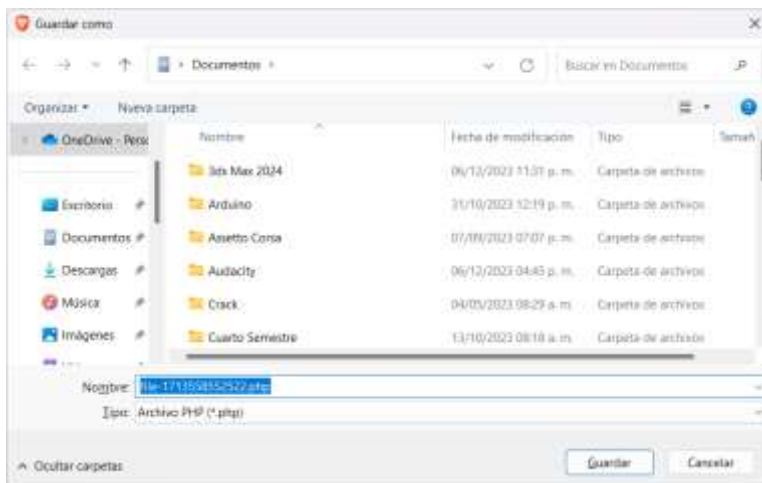 Guardar como
Documentos
Buscar en Documentos
Organizar
Nueva carpeta
OneDrive - Perso
Nombre
Fecha de modificación
Tipo
Tamañ
3ds Max 2024
06/12/2023 11:31 p. m.
Carpeta de archivos
Escritorio
Arduino
31/10/2023 12:19 p. m.
Carpeta de archivos
Documentos
Assetto Corsa
07/09/2023 07:07 p. m.
Carpeta de archivos
Descargas
Audacity
06/12/2023 04:45 p. m.
Carpeta de archivos
Música
Crack
04/05/2023 08:29 a. m.
Carpeta de archivos
Imágenes
Cuarto Semestre
13/10/2023 08:18 a. m.
Carpeta de archivos
Nombre: file-1713558552522.php
Tipo: Archivo PHP (*.php)
Ocultar carpetas
Guardar
Cancelar